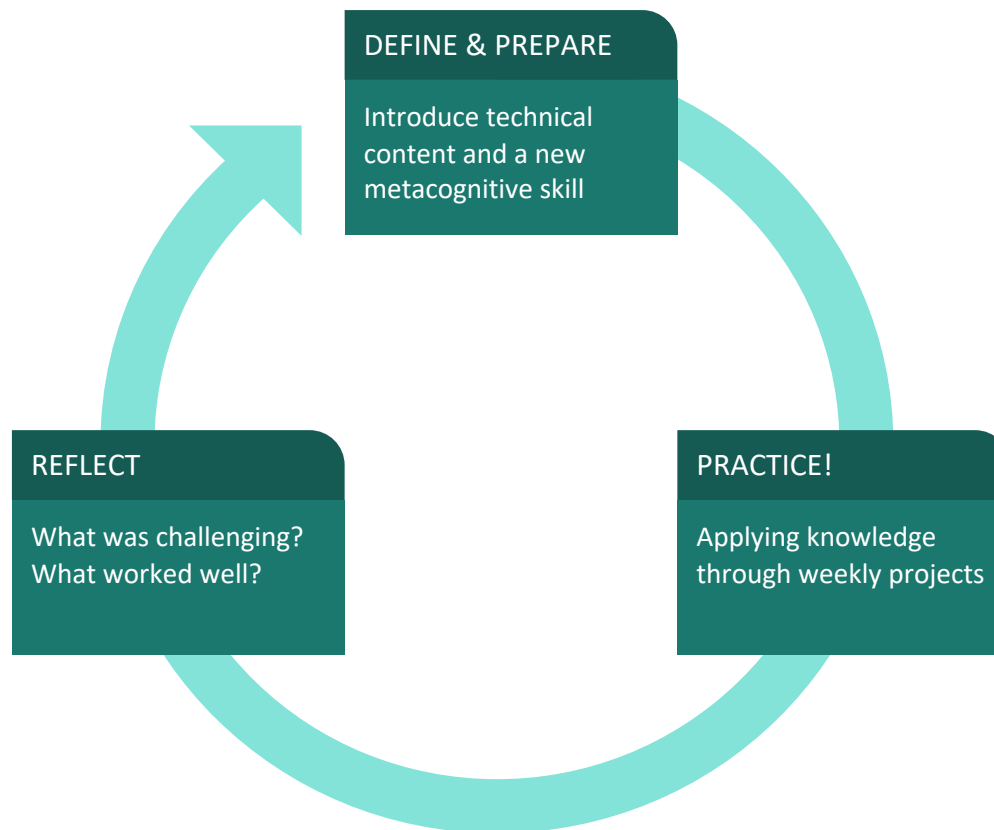 DEFINE & PREPARE
Introduce technical
content and a new
metacognitive skill
PRACTICE!
Applying knowledge
through weekly projects
REFLECT
What was challenging?
What worked well?